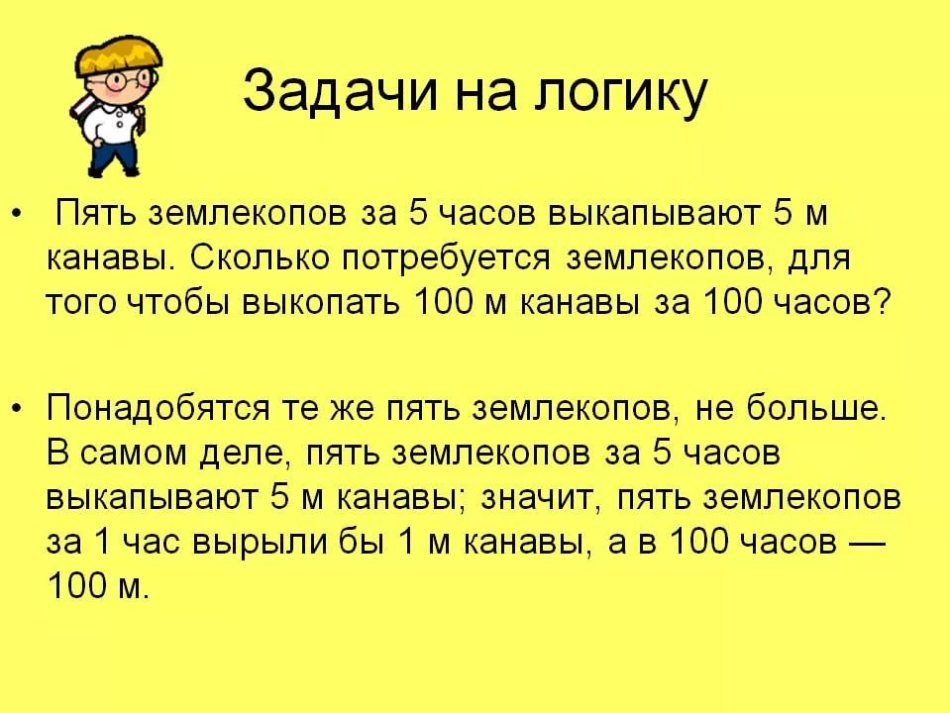 Задачи на логику
• Пять землекопов за 5 часов выкапывают 5 м
канавы. Сколько потребуется землекопов, для
того чтобы выкопать 100 м канавы за 100 часов?
• Понадобятся те же пять землекопов, не больше.
В самом деле, пять землекопов за 5 часов
выкапывают 5 м канавы; значит, пять землекопов
за 1 час вырыли бы 1 м канавы, а в 100 часов —
100 м.